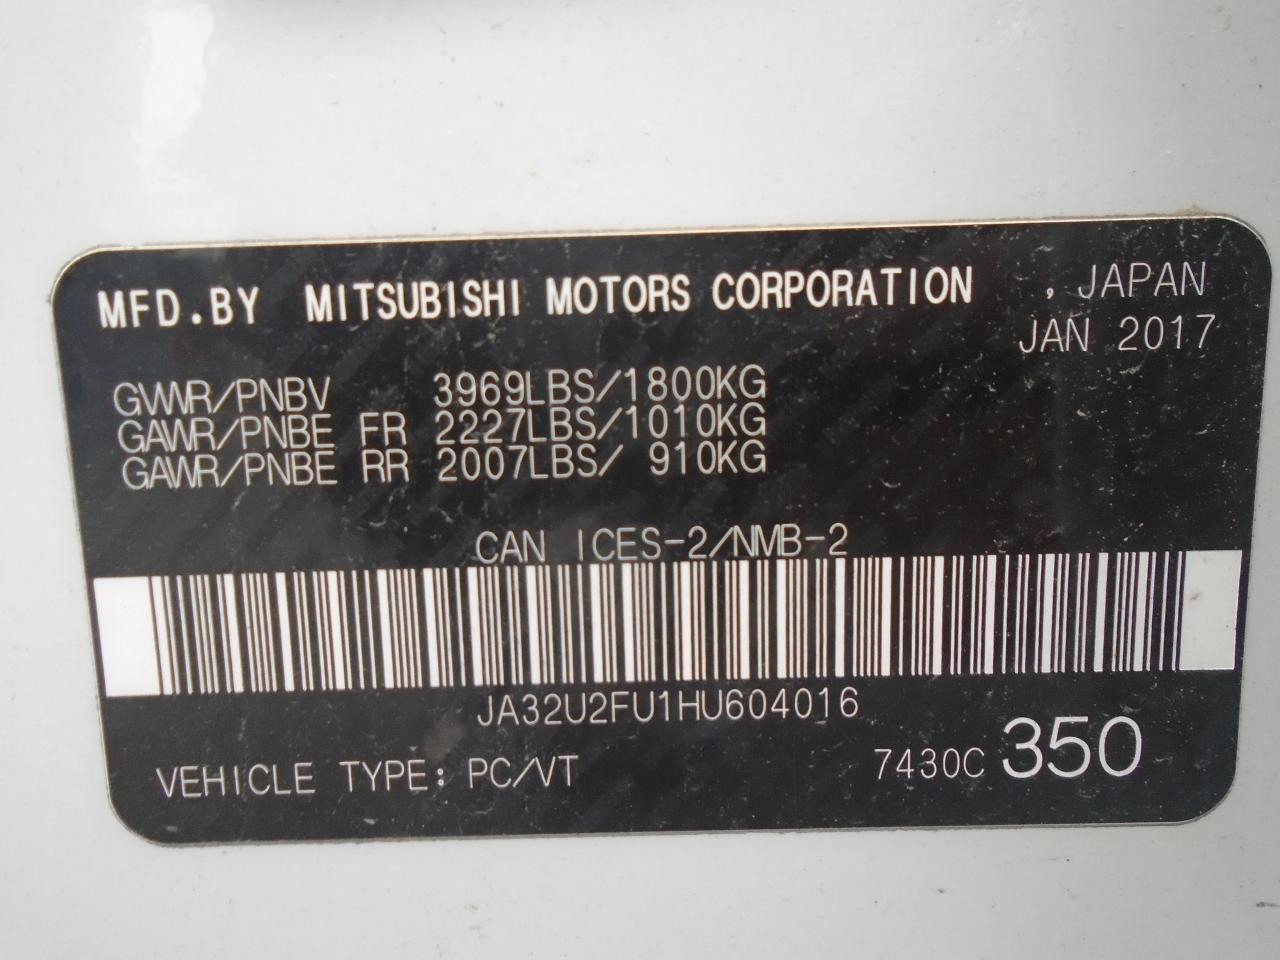 MFD.BY MITSUBISHI MOTORS CORPORATION , JAPAN
JAN 2017
GVWR/PNBV 3969LBS/1800KG
GAWR/PNBE FR 2227LBS/1010KG
GAWR/PNBE RR 2007LBS/ 910KG
CAN ICES-2/NMB-2
JA32U2FU1HU604016
VEHICLE TYPE: PC/VT 7430C 350